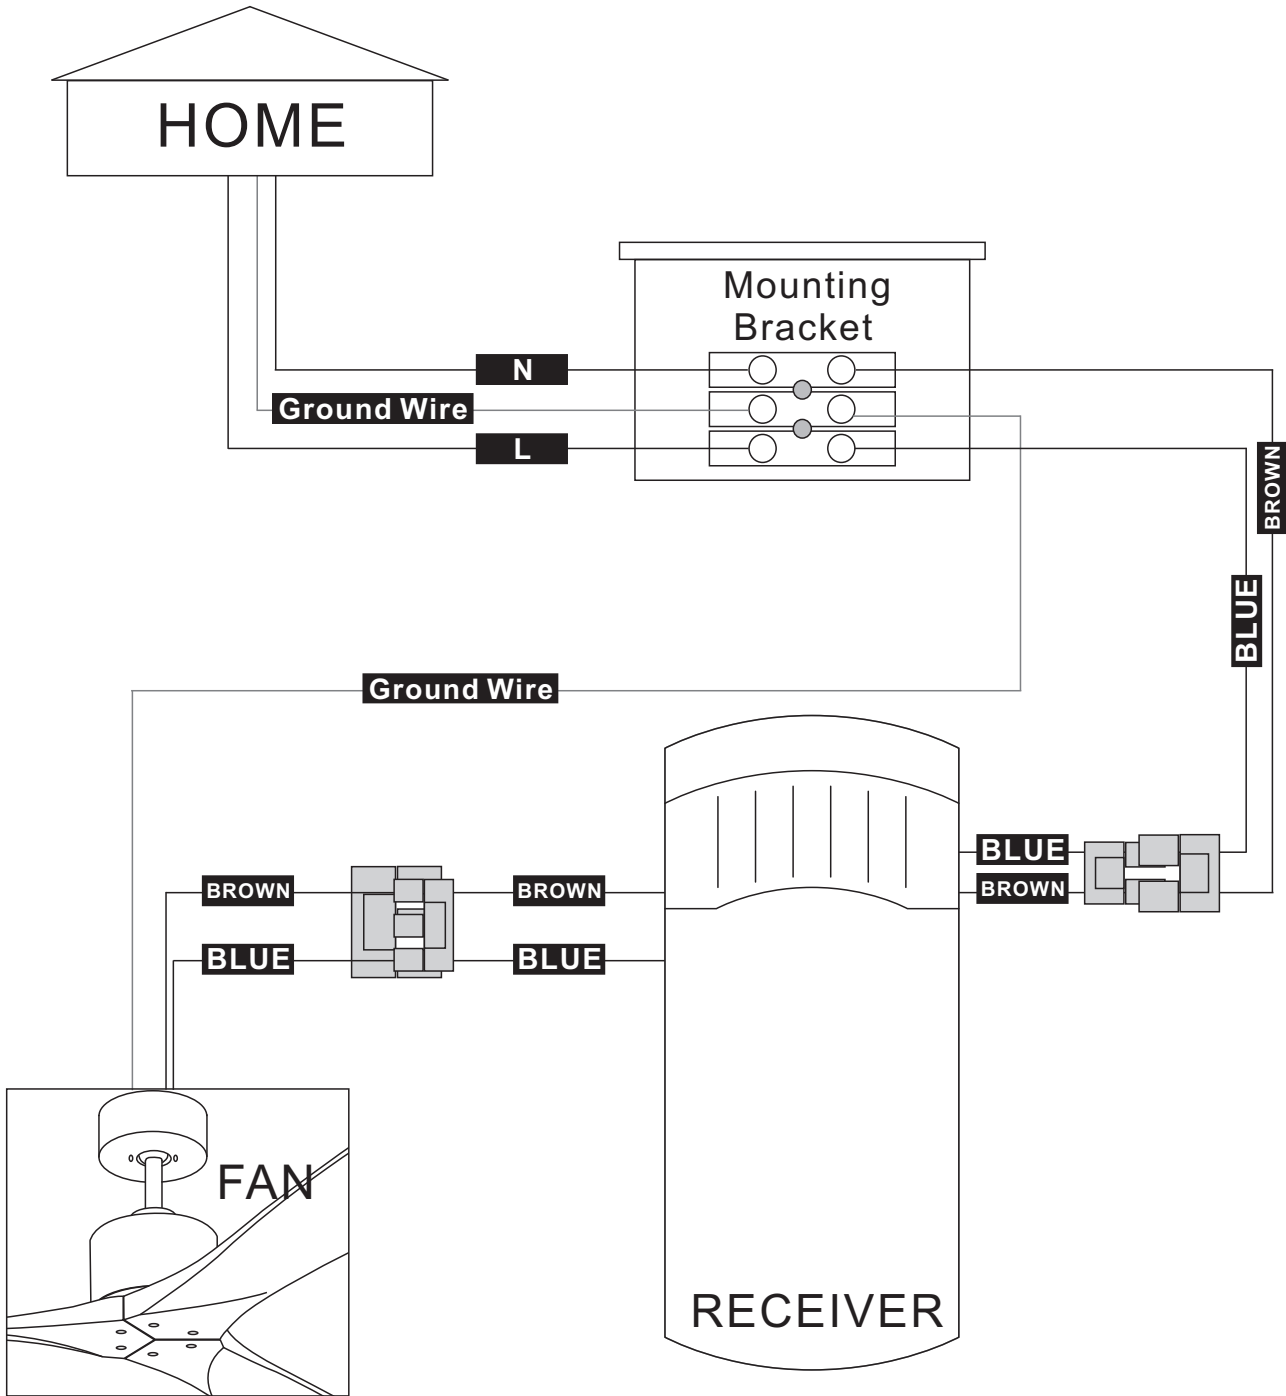 HOME
Mounting
Bracket
N
Ground Wire
L
BROWN
BLUE
Ground Wire
BLUE
BROWN
BROWN
BROWN
BLUE
BLUE
FAN
RECEIVER